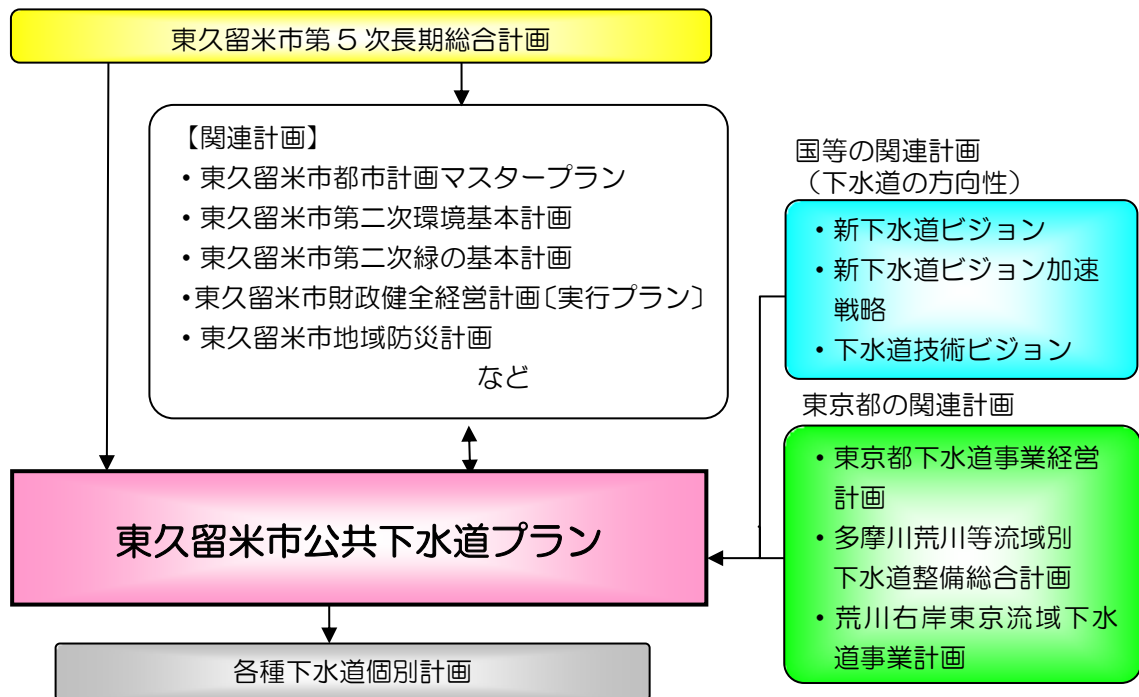 東久留米市第5次長期総合計画
【関連計画】
・東久留米市都市計画マスタープラン
・東久留米市第二次環境基本計画
・東久留米市第二次緑の基本計画
・東久留米市財政健全経営計画〔実行プラン〕
・東久留米市地域防災計画
など
国等の関連計画
（下水道の方向性）
・新下水道ビジョン
・新下水道ビジョン加速
戦略
・下水道技術ビジョン
東京都の関連計画
・東京都下水道事業経営
計画
・多摩川荒川等流域別
下水道整備総合計画
・荒川右岸東京流域下水
道事業計画
東久留米市公共下水道プラン
各種下水道個別計画